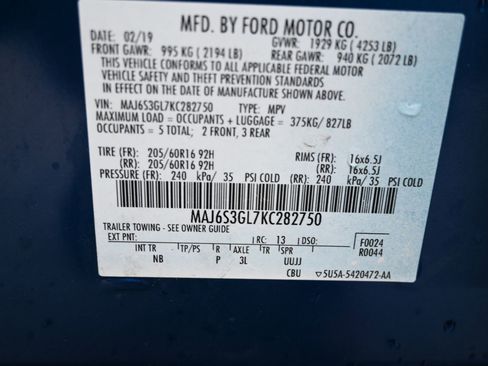 MFD. BY FORD MOTOR CO.
DATE: 02/19 GVWR: 1929 KG (4253 LB)
FRONT GAWR: 995 KG (2194 LB) REAR GAWR: 940 KG (2072 LB)
THIS VEHICLE CONFORMS TO ALL APPLICABLE FEDERAL MOTOR
VEHICLE SAFETY AND THEFT PREVENTION STANDARDS
IN EFFECT ON THE DATE OF MANUFACTURE SHOWN ABOVE.
VIN: MAJ6S3GL7KC282750 TYPE: MPV
MAXIMUM LOAD = OCCUPANTS + LUGGAGE = 375KG/ 827LB
OCCUPANTS = 5 TOTAL; 2 FRONT, 3 REAR
TIRE (FR): 205/60R16 92H RIMS (FR): 16x6.5J
(RR): 205/60R16 92H (RR): 16x6.5J
PRESSURE (FR): 240 kPa/ 35 PSI COLD (RR): 240 kPa/ 35 PSI COLD
MAJ6S3GL7KC282750
TRAILER TOWING - SEE OWNER GUIDE
EXT PNT: RC: 13 DSO: F0024
R0044
INT TR TP/PS R AXLE TR SPR
NB P 3L UUJJ
CBU 5U5A-5420472-AA